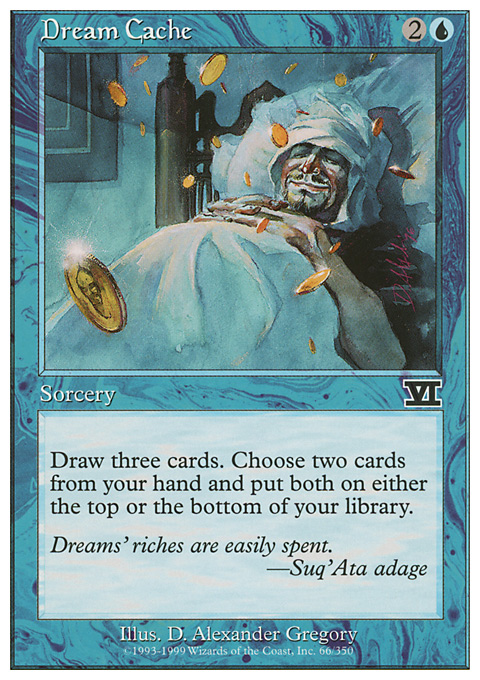 Dream Cache 2
Sorcery VI
Draw three cards. Choose two cards
from your hand and put both on either
the top or the bottom of your library.
Dreams' riches are easily spent.
—Suq'Ata adage
Illus. D. Alexander Gregory
©1993-1999 Wizards of the Coast, Inc. 66/350